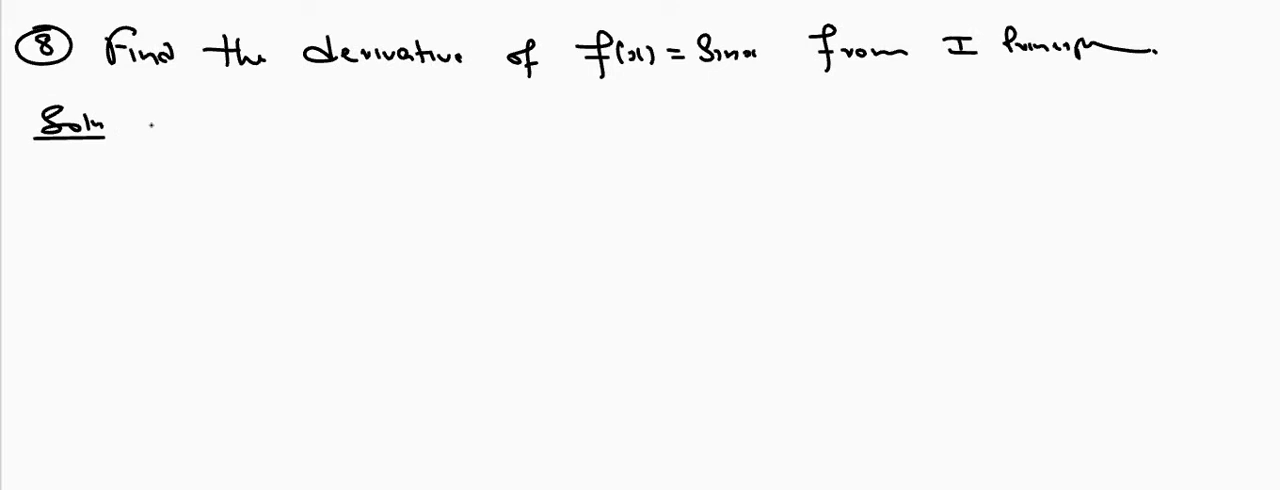 ⑧ Find the derivative of f(x) = Sinx from I
Soln